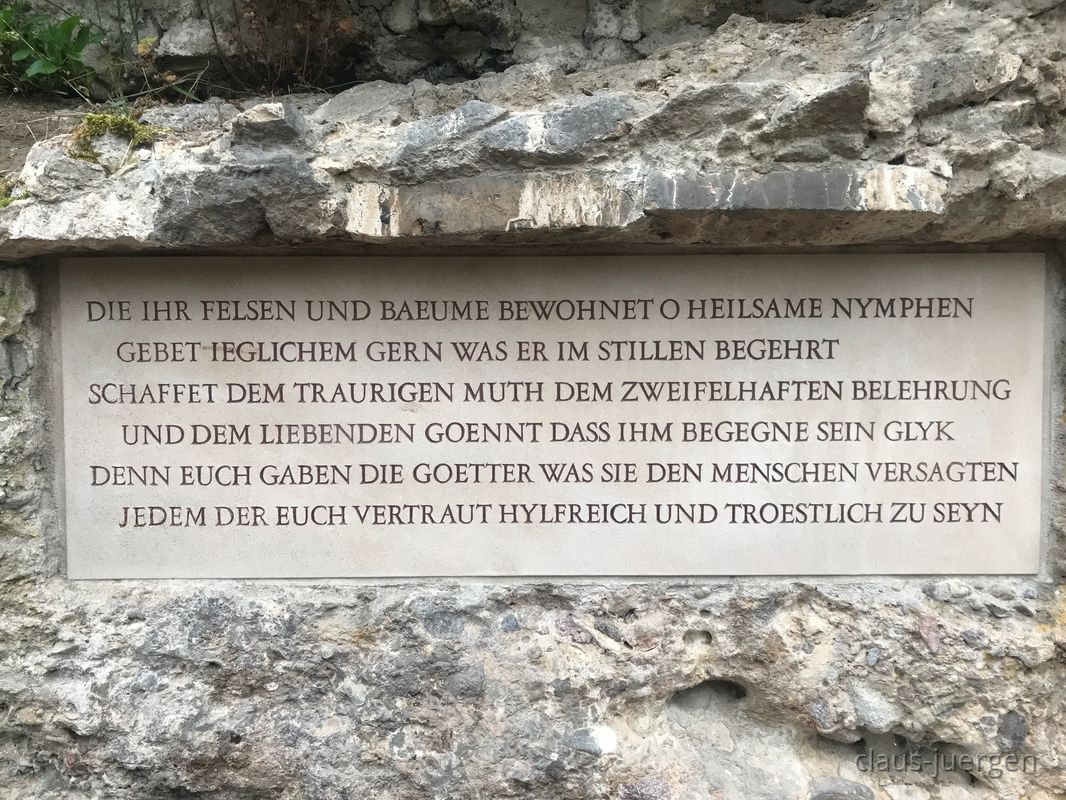 DIE IHR FELSEN UND BAEUME BEWOHNET O HEILSAME NYMPHEN
GEBET IEGLICHEM GERN WAS ER IM STILLEN BEGEHRT
SCHAFFET DEM TRAURIGEN MUTH DEM ZWEIFELHAFTEN BELEHRUNG
UND DEM LIEBENDEN GOENNT DASS IHM BEGEGNE SEIN GLYK
DENN EUCH GABEN DIE GOETTER WAS SIE DEN MENSCHEN VERSAGTEN
JEDEM DER EUCH VERTRAUT HYLFREICH UND TROESTLICH ZU SEYN
claus-juergen